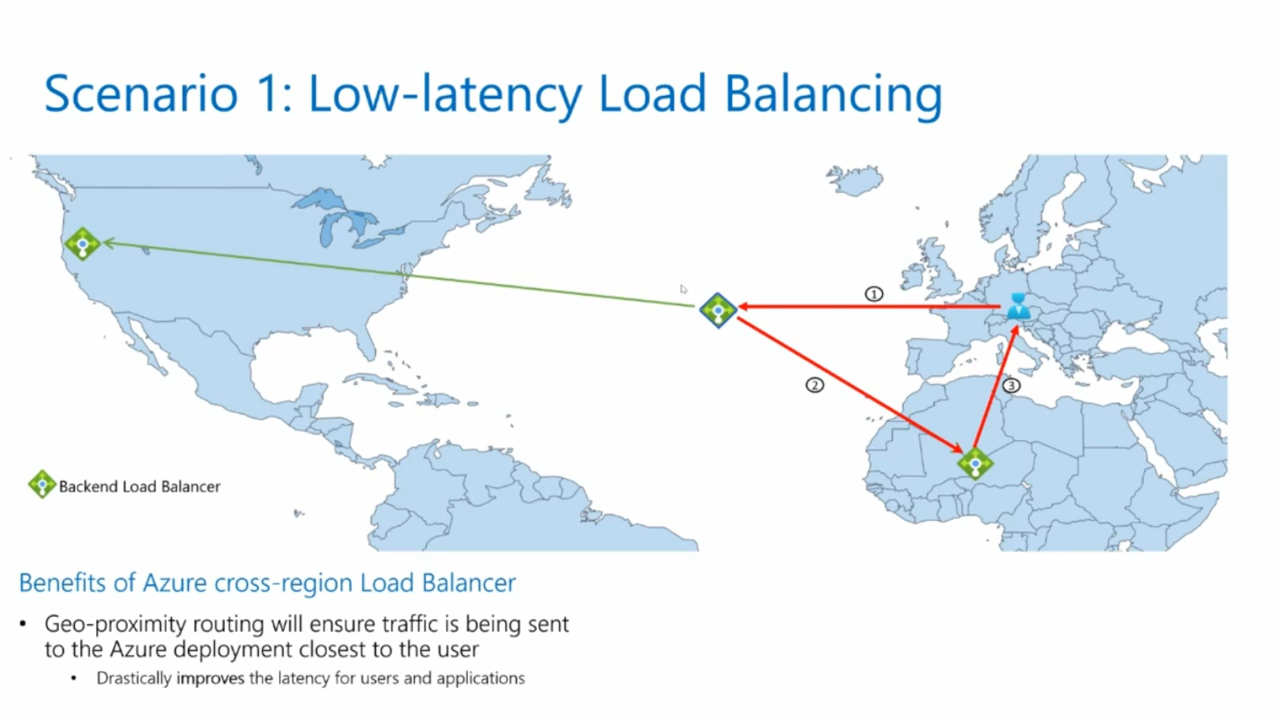 Scenario 1: Low-latency Load Balancing
①
②
③
Backend Load Balancer
Benefits of Azure cross-region Load Balancer
• Geo-proximity routing will ensure traffic is being sent
to the Azure deployment closest to the user
• Drastically improves the latency for users and applications